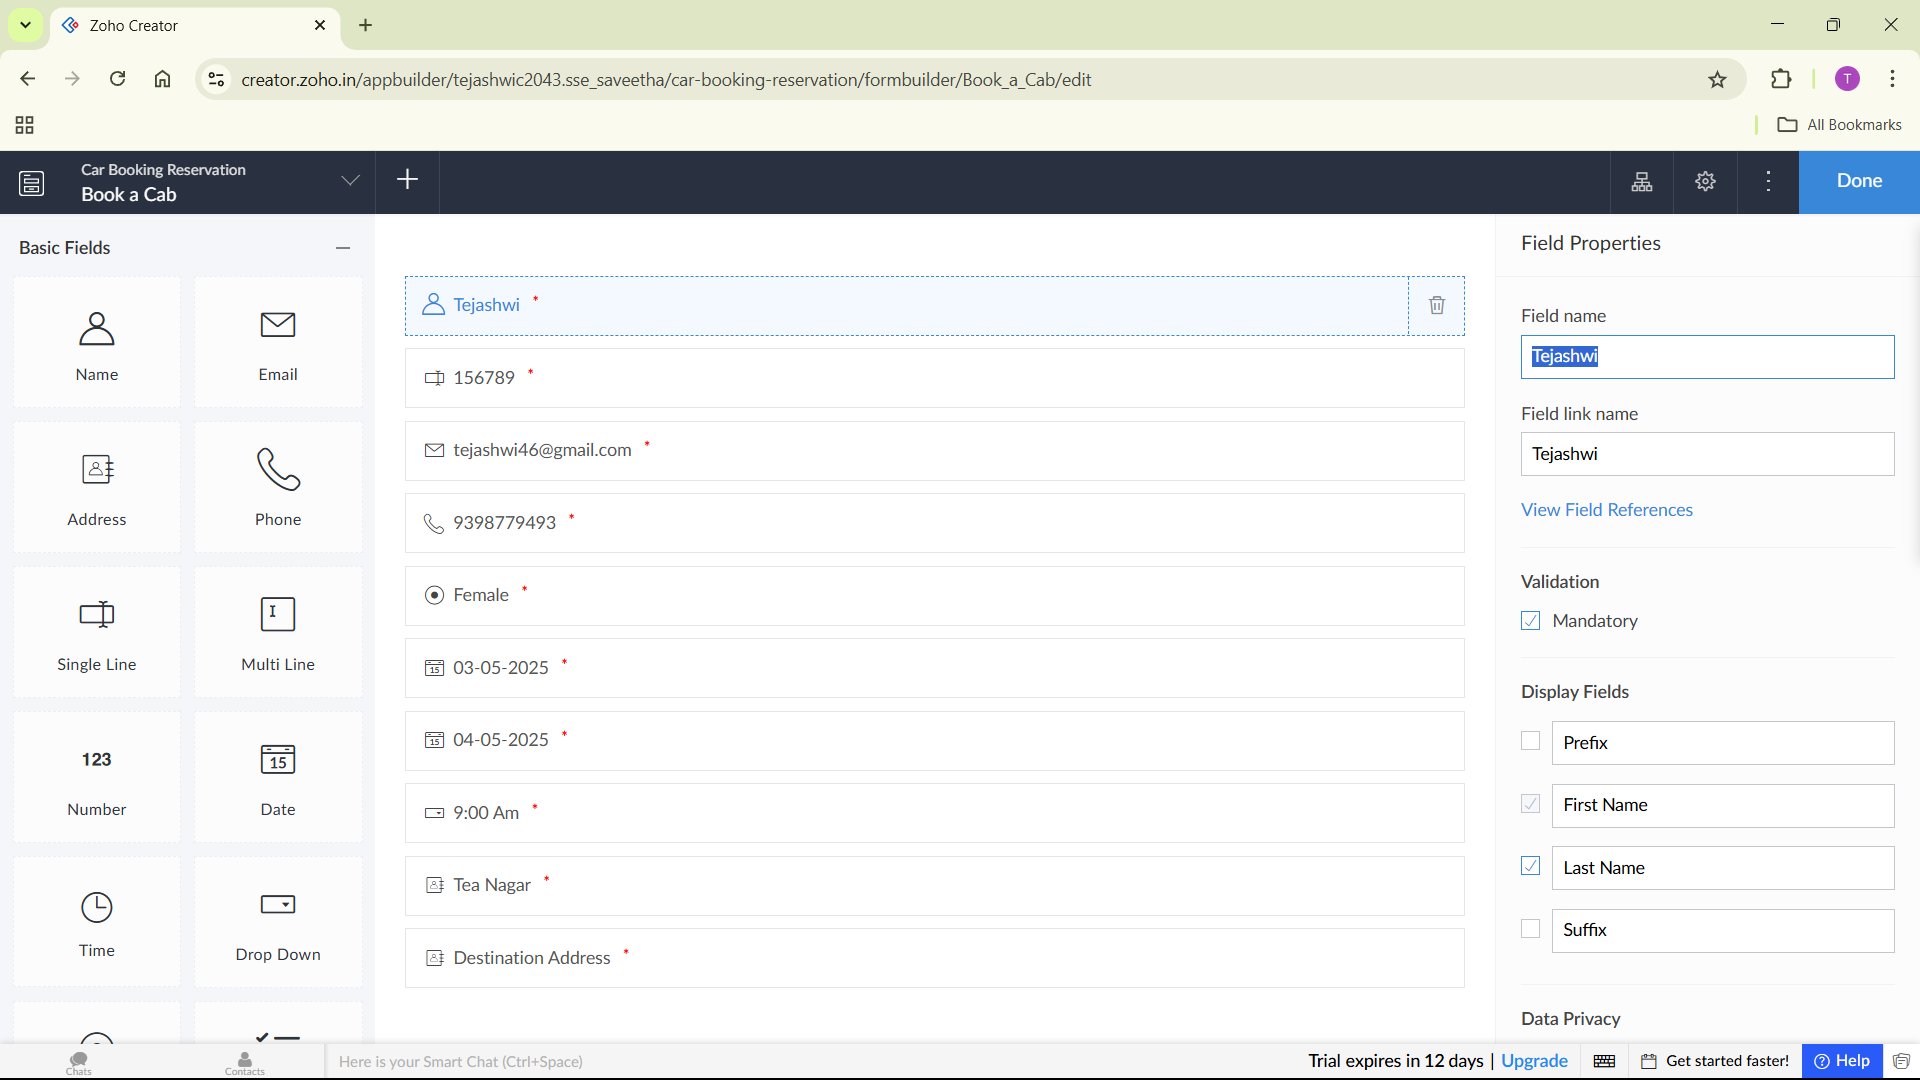 Zoho Creator
creator.zoho.in/appbuilder/tejashwic2043.sse_saveetha/car-booking-reservation/formbuilder/Book_a_Cab/edit
T
All Bookmarks
Car Booking Reservation
Book a Cab
Done
Basic Fields
Name
Email
Address
Phone
Single Line
Multi Line
123
Number
15
Date
Time
Drop Down
Tejashwi *
156789 *
tejashwi46@gmail.com *
9398779493 *
Female *
15 03-05-2025 *
15 04-05-2025 *
9:00 Am *
Tea Nagar *
Destination Address *
Field Properties
Field name
Tejashwi
Field link name
Tejashwi
View Field References
Validation
Mandatory
Display Fields
Prefix
First Name
Last Name
Suffix
Data Privacy
Chats
Contacts
Here is your Smart Chat (Ctrl+Space)
Trial expires in 12 days | Upgrade
Get started faster!
? Help